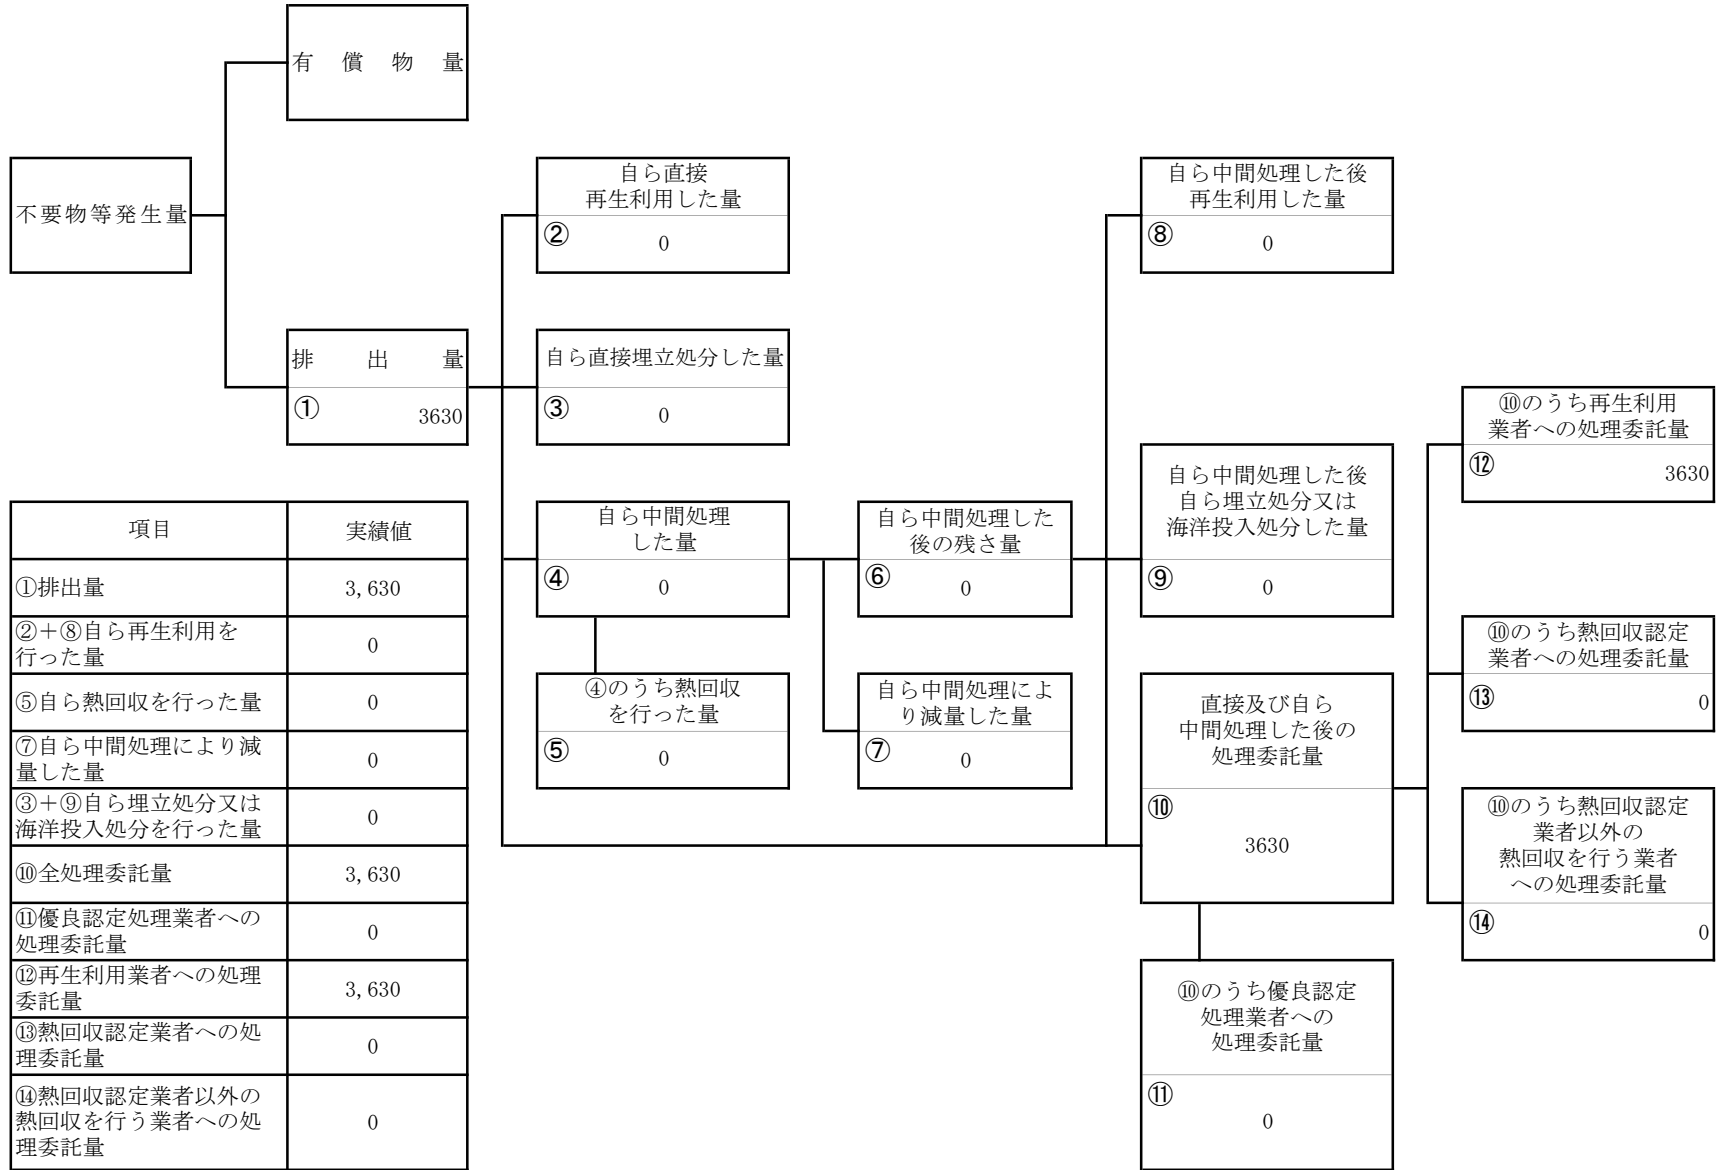 有償物量
不要物等発生量
排出量
① 3630
自ら直接
再生利用した量
② 0
自ら直接埋立処分した量
③ 0
自ら中間処理
した量
④ 0
④のうち熱回収
を行った量
⑤ 0
自ら中間処理した
後の残さ量
⑥ 0
自ら中間処理によ
り減量した量
⑦ 0
自ら中間処理した後
再生利用した量
⑧ 0
自ら中間処理した後
自ら埋立処分又は
海洋投入処分した量
⑨ 0
直接及び自ら
中間処理した後の
処理委託量
⑩
3630
⑩のうち優良認定
処理業者への
処理委託量
⑪
0
⑩のうち再生利用
業者への処理委託量
⑫ 3630
⑩のうち熱回収認定
業者への処理委託量
⑬ 0
⑩のうち熱回収認定
業者以外の
熱回収を行う業者
への処理委託量
⑭ 0
項目 実績値
①排出量 3,630
②＋⑧自ら再生利用を
行った量 0
⑤自ら熱回収を行った量 0
⑦自ら中間処理により減
量した量 0
③＋⑨自ら埋立処分又は
海洋投入処分を行った量 0
⑩全処理委託量 3,630
⑪優良認定処理業者への
処理委託量 0
⑫再生利用業者への処理
委託量 3,630
⑬熱回収認定業者への処
理委託量 0
⑭熱回収認定業者以外の
熱回収を行う業者への処
理委託量 0